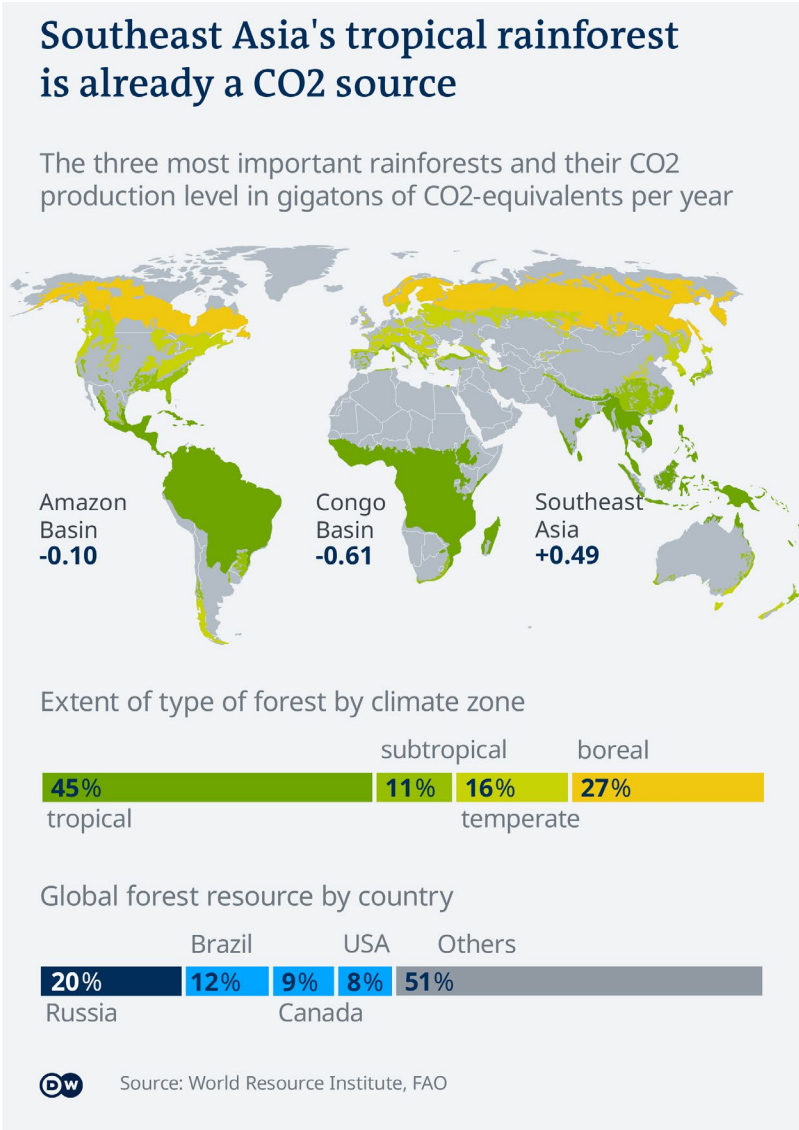 Southeast Asia's tropical rainforest
is already a CO2 source
The three most important rainforests and their CO2
production level in gigatons of CO2-equivalents per year
Amazon
Basin
-0.10
Congo
Basin
-0.61
Southeast
Asia
+0.49
Extent of type of forest by climate zone
subtropical
boreal
45%
11%
16%
27%
tropical
temperate
Global forest resource by country
Brazil
USA
Others
20%
12%
9%
8%
51%
Russia
Canada
DW
Source: World Resource Institute, FAO